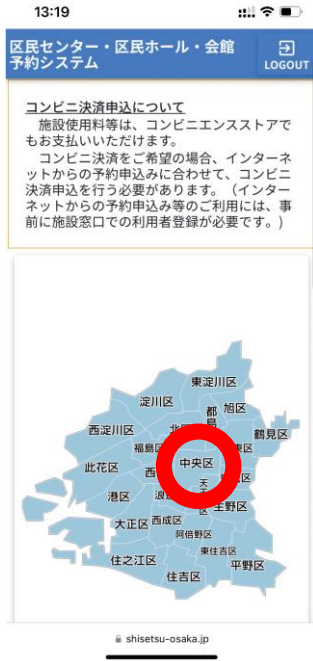 13:19
区民センター・区民ホール・会館
予約システム
LOGOUT
コンビニ決済申込について
施設使用料等は、コンビニエンスストアで
もお支払いいただけます。
コンビニ決済をご希望の場合、インターネ
ットからの予約申込みに合わせて、コンビニ
決済申込を行う必要があります。（インター
ネットからの予約申込み等のご利用には、事
前に施設窓口での利用者登録が必要です。)
東淀川区
淀川区
旭区
都島
西淀川区
北
鶴見区
福島区
東区
中央区
此花区
西
天
港区
浪
区
生野区
大正区
西成区
阿倍野区
東住吉区
住之江区
平野区
住吉区
shisetsu-osaka.jp